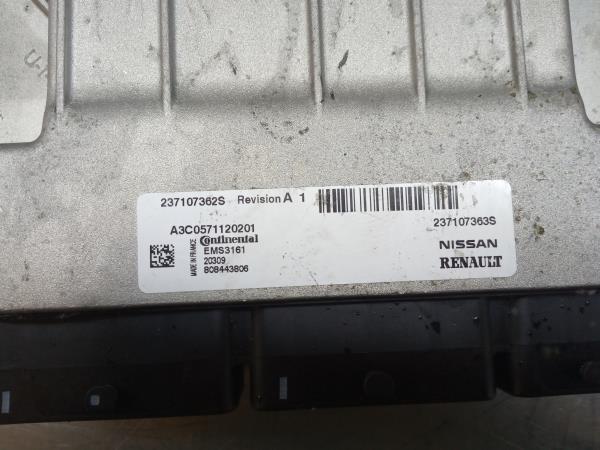 237107362S Revision A 1
A3C0571120201
237107363S
Continental
EMS3161
20309
808443806
MADE IN FRANCE
NISSAN
RENAULT